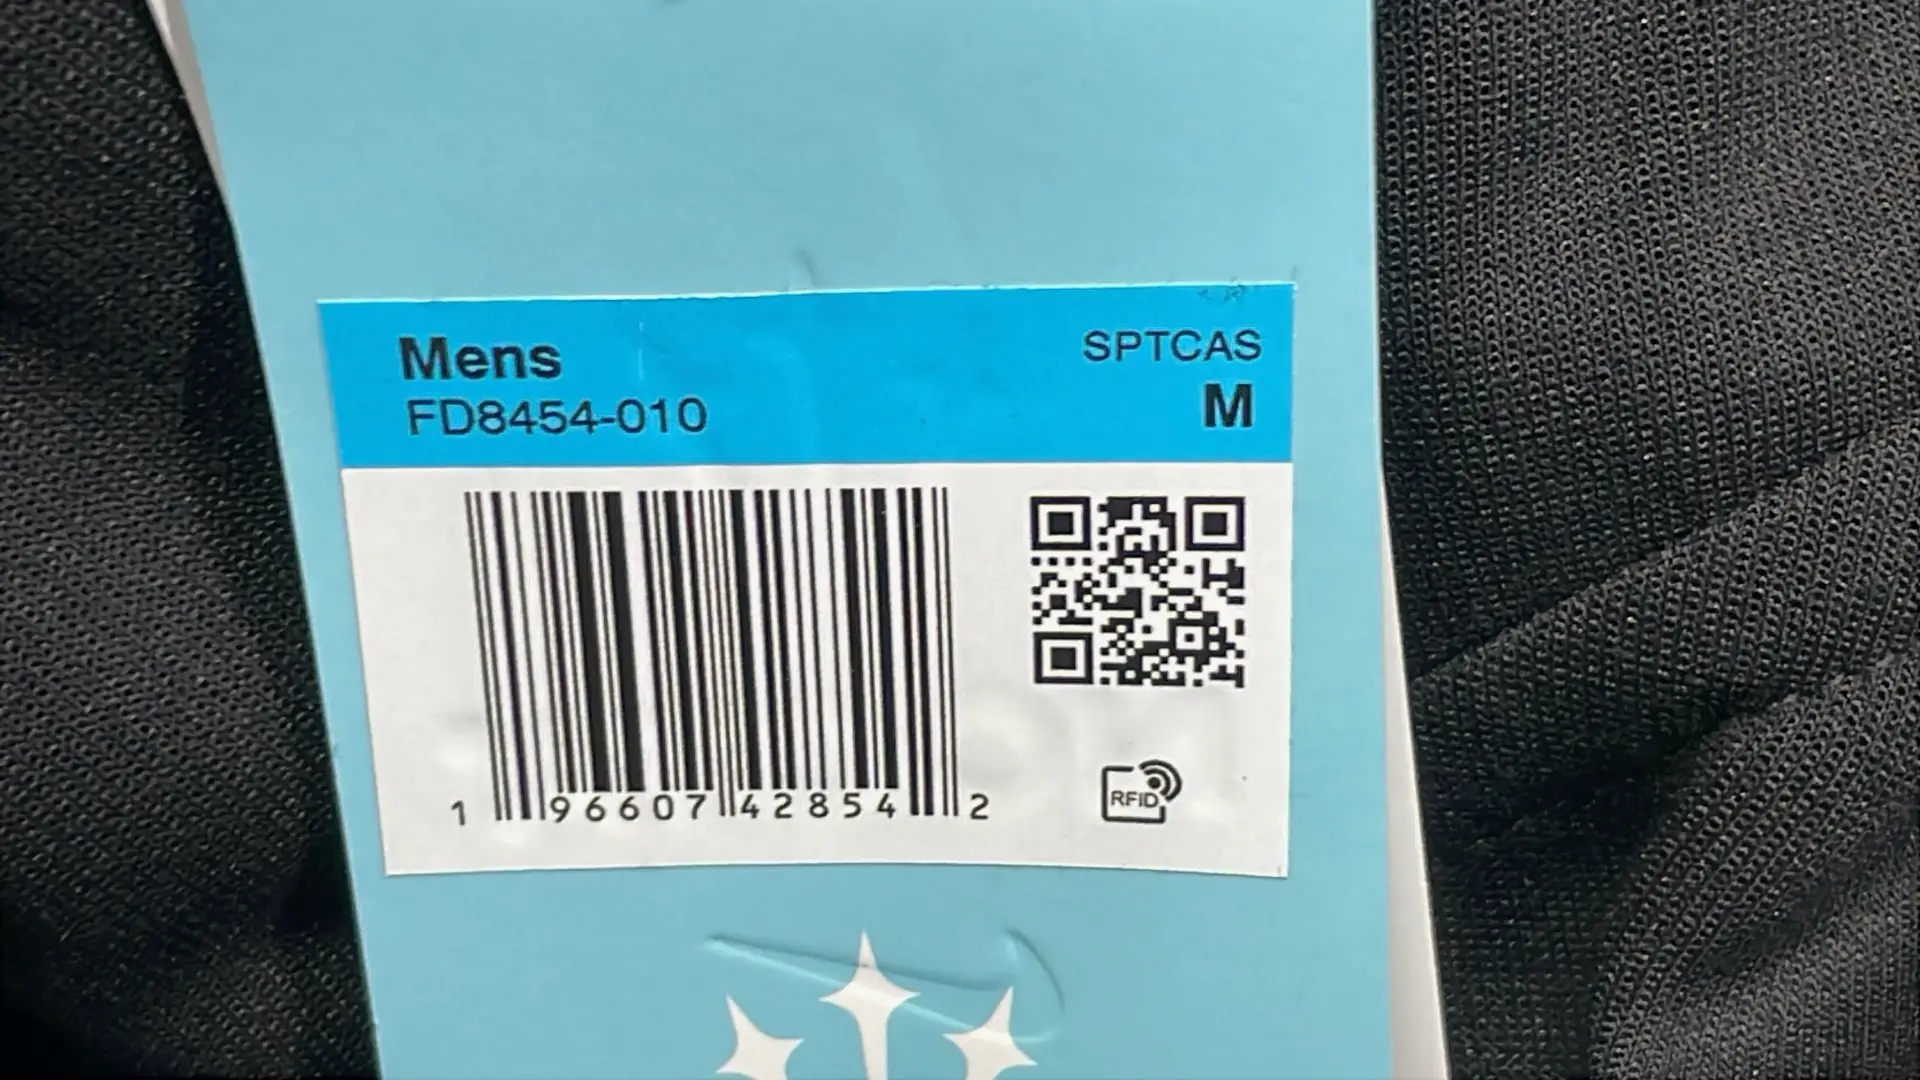 Mens
SPTCAS
FD8454-010
M
1 96607 42854 2
RFID